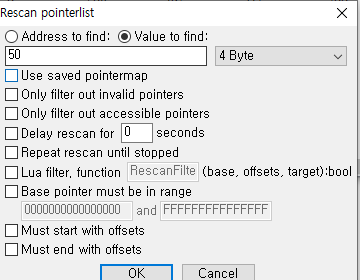 Rescan pointerlist
Address to find: Value to find:
50 4 Byte
Use saved pointermap
Only filter out invalid pointers
Only filter out accessible pointers
Delay rescan for 0 seconds
Repeat rescan until stopped
Lua filter, function RescanFilte (base, offsets, target):bool
Base pointer must be in range
0000000000000000 and FFFFFFFFFFFFFFF
Must start with offsets
Must end with offsets
OK Cancel